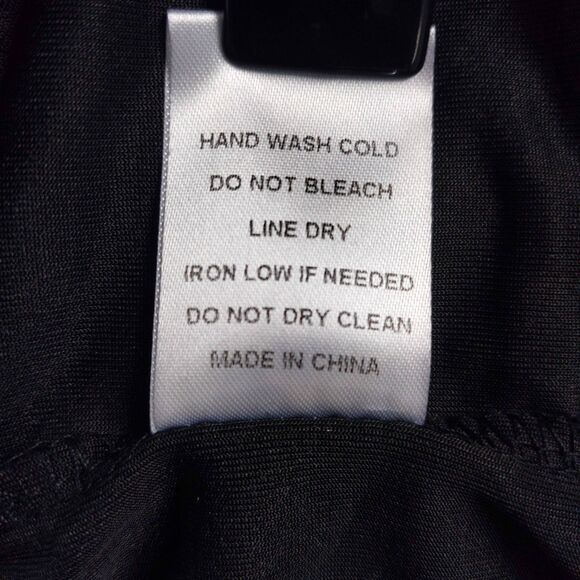 HAND WASH COLD
DO NOT BLEACH
LINE DRY
IRON LOW IF NEEDED
DO NOT DRY CLEAN
MADE IN CHINA